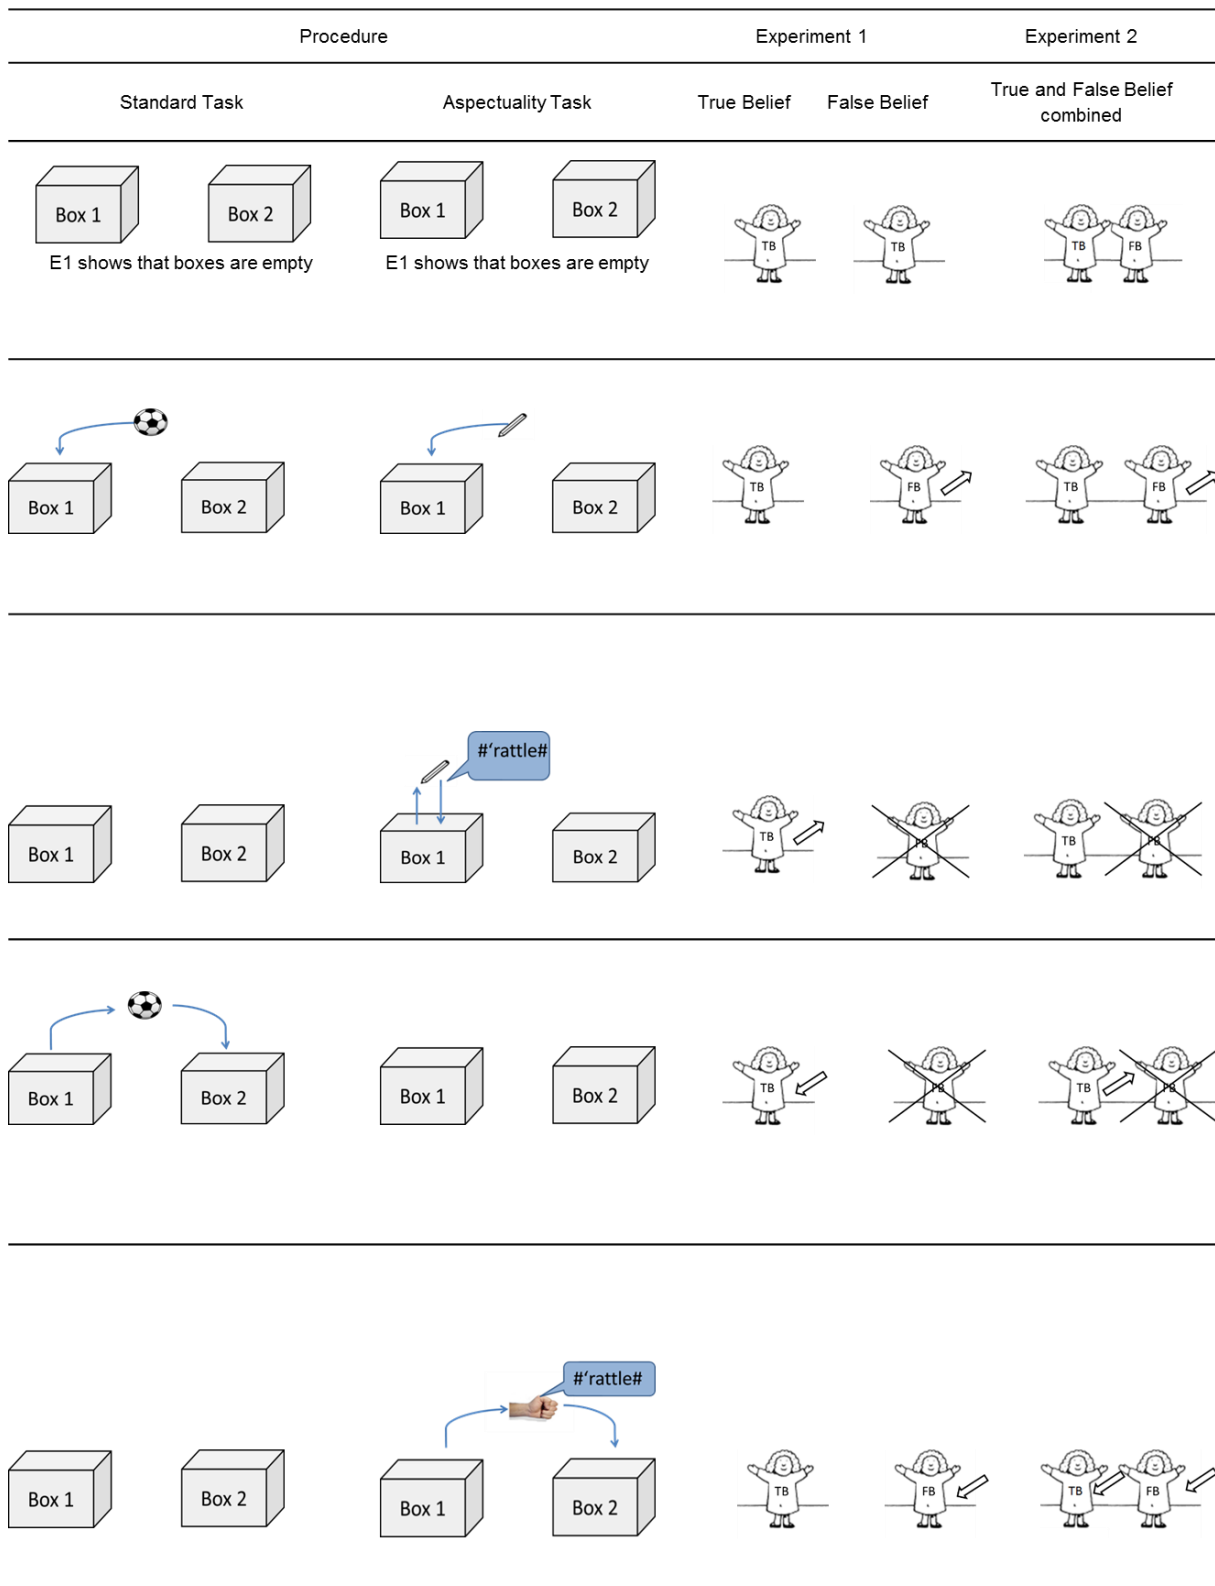 Procedure Experiment 1 Experiment 2
Standard Task Aspectuality Task True Belief False Belief True and False Belief
combined
Box 1 Box 2 Box 1 Box 2 TB TB TB FB
E1 shows that boxes are empty E1 shows that boxes are empty
Box 1 Box 2 Box 1 Box 2 TB FB TB FB
#‘rattle#
Box 1 Box 2 Box 1 Box 2 TB FB TB FB
Box 1 Box 2 Box 1 Box 2 TB FB TB FB
#‘rattle#
Box 1 Box 2 Box 1 Box 2 TB FB TB FB